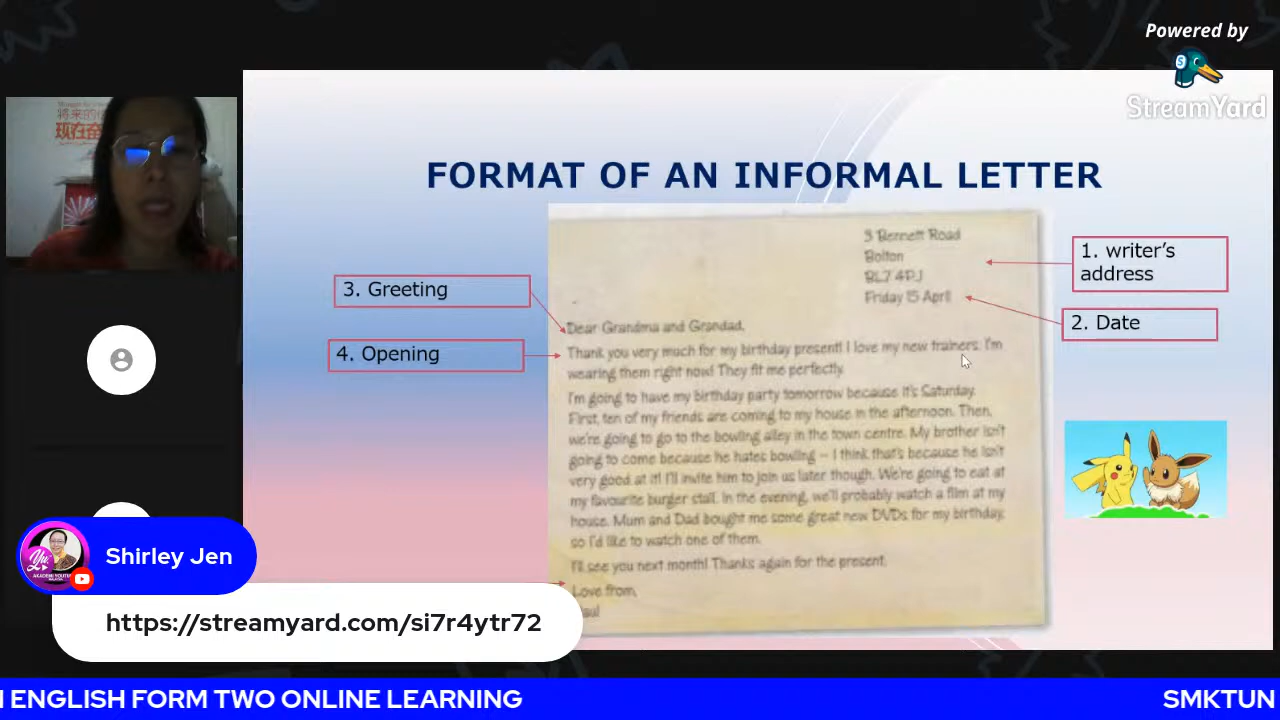 Powered by
StreamYard
将来的
现在奋
FORMAT OF AN INFORMAL LETTER
3 Bennett Road
Bolton
BL7 4PJ
Friday 15 April
1. writer's
address
2. Date
3. Greeting
4. Opening
Dear Grandma and Grandad,
Thank you very much for my birthday present! I love my new trainers. I'm
wearing them right now! They fit me perfectly.
I'm going to have my birthday party tomorrow because it's Saturday.
First, ten of my friends are coming to my house in the afternoon. Then,
we're going to go to the bowling alley in the town centre. My brother isn't
going to come because he hates bowling – I think that's because he isn't
very good at it! I'll invite him to join us later though. We're going to eat at
my favourite burger stall. In the evening, we'll probably watch a film at my
house. Mum and Dad bought me some great new DVDs for my birthday,
so I'd like to watch one of them.
I'll see you next month! Thanks again for the present.
Love from,
Shirley Jen
https://streamyard.com/si7r4ytr72
ENGLISH FORM TWO ONLINE LEARNING
SMKTUN